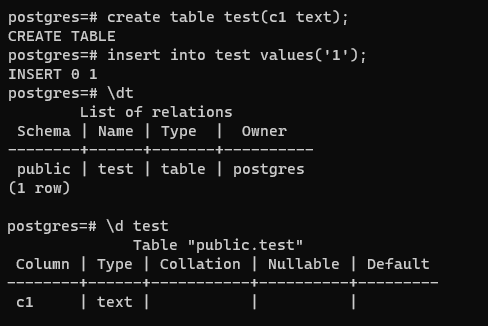 postgres=# create table test(c1 text);
CREATE TABLE
postgres=# insert into test values('1');
INSERT 0 1
postgres=# \dt
        List of relations
 Schema | Name | Type  |  Owner
--------+------+-------+----------
 public | test | table | postgres
(1 row)

postgres=# \d test
              Table "public.test"
 Column | Type | Collation | Nullable | Default
--------+------+-----------+----------+---------
 c1     | text |           |          |